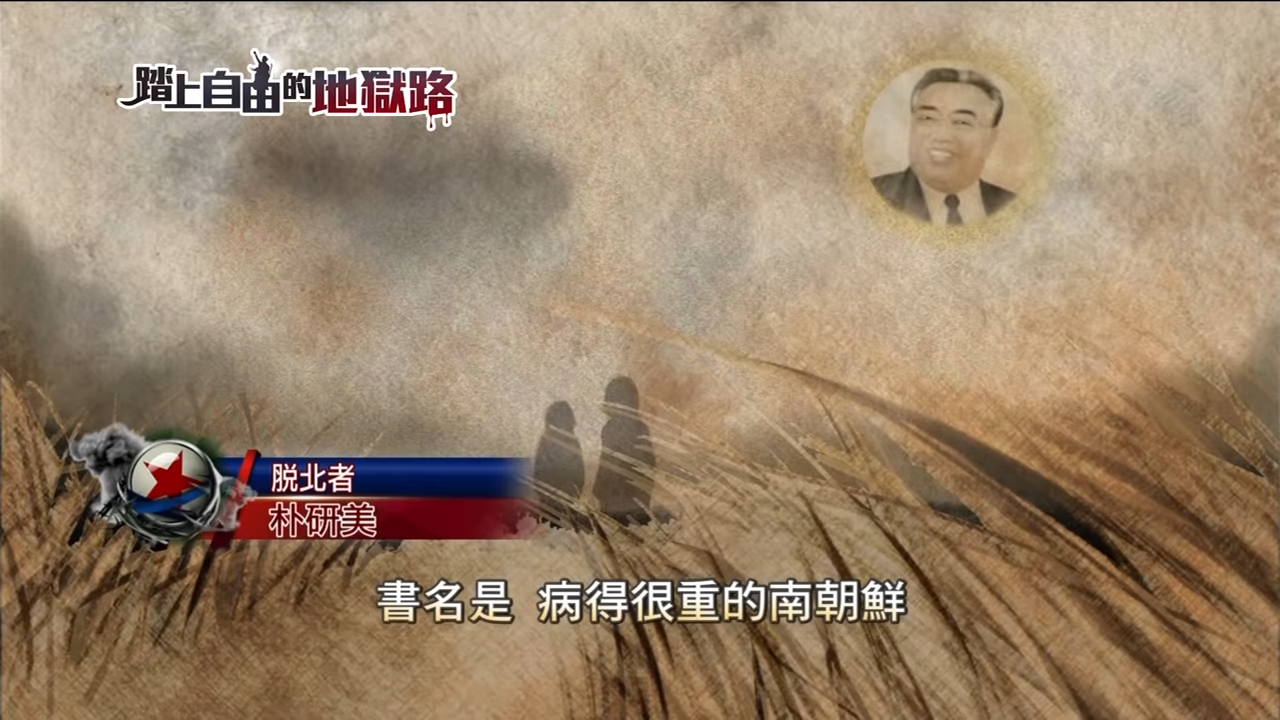 踏上自由的地獄路
脱北者
朴研美
書名是 病得很重的南朝鮮